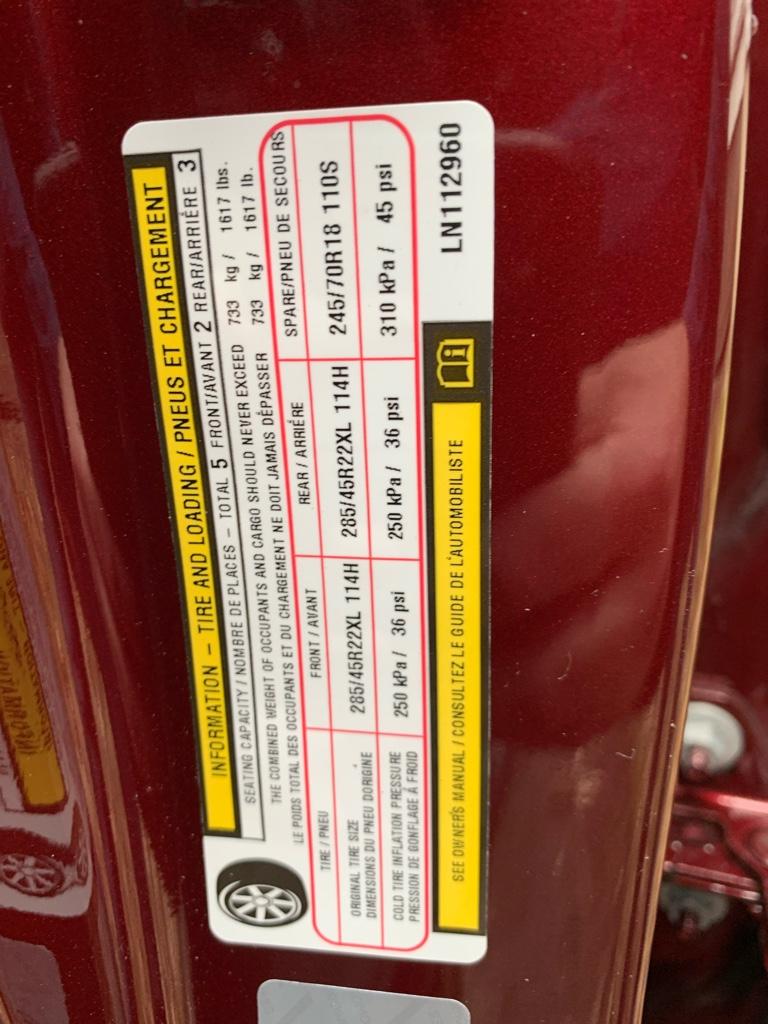 INFORMATION – TIRE AND LOADING / PNEUS ET CHARGEMENT
SEATING CAPACITY / NOMBRE DE PLACES – TOTAL 5 FRONT/AVANT 2 REAR/ARRIÈRE 3
THE COMBINED WEIGHT OF OCCUPANTS AND CARGO SHOULD NEVER EXCEED 733 kg / 1617 lbs.
LE POIDS TOTAL DES OCCUPANTS ET DU CHARGEMENT NE DOIT JAMAIS DÉPASSER 733 kg / 1617 lb.
TIRE / PNEU FRONT / AVANT REAR / ARRIÉRE SPARE/PNEU DE SECOURS
ORIGINAL TIRE SIZE
DIMENSIONS DU PNEU DORIGINE
285/45R22XL 114H 285/45R22XL 114H 245/70R18 110S
COLD TIRE INFLATION PRESSURE
PRESSION DE GONFLAGE Á FROID
250 kPa / 36 psi 250 kPa / 36 psi 310 kPa / 45 psi
SEE OWNER'S MANUAL / CONSULTEZ LE GUIDE DE L'AUTOMOBILISTE
LN112960